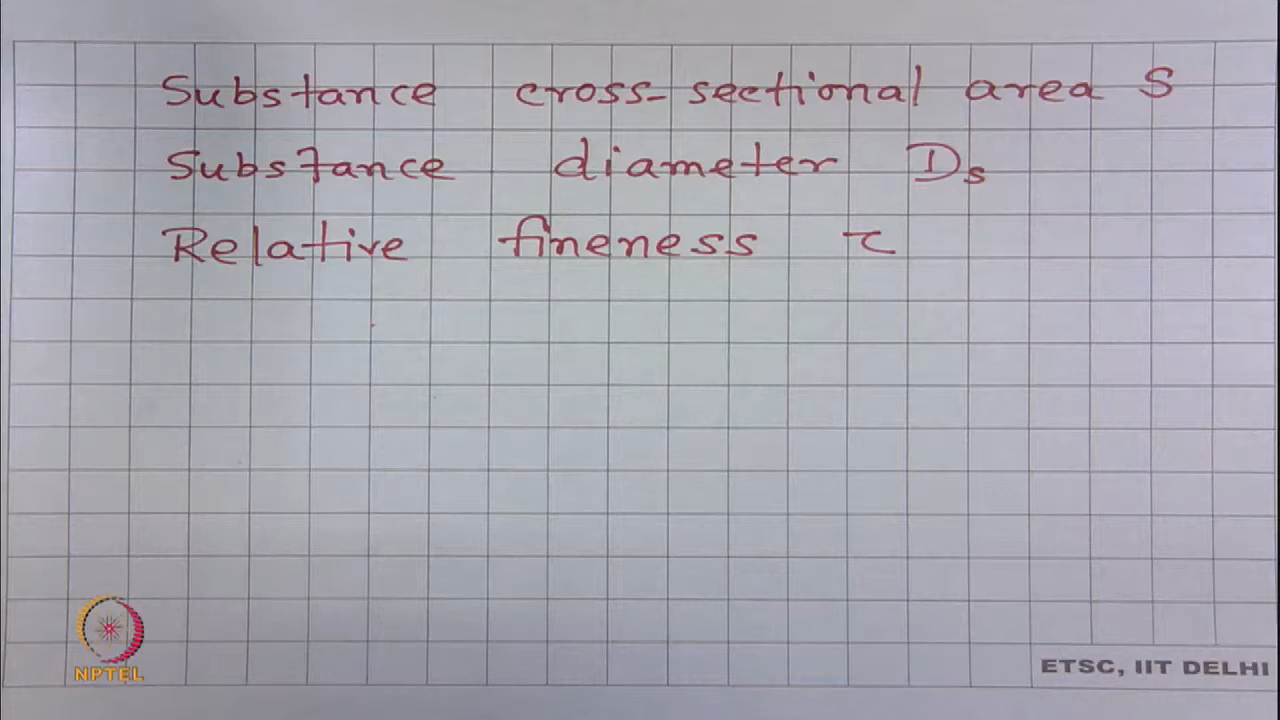 Substance cross-sectional area S
Substance diameter Ds
Relative fineness τ
NPTEL
ETSC, IIT DELHI